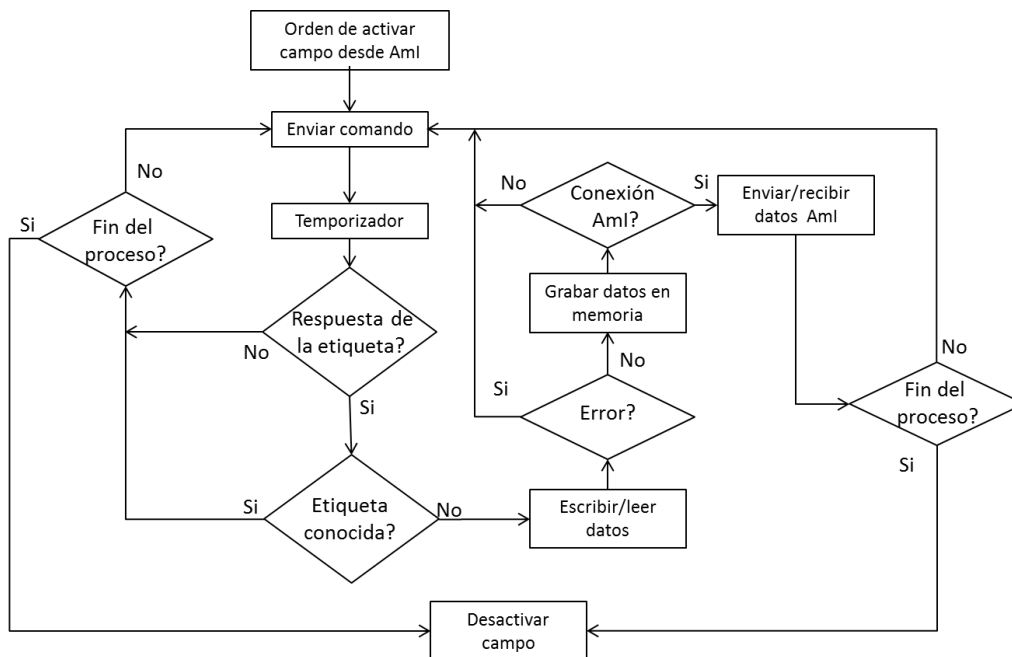 Orden de activar
campo desde AmI
Enviar comando
No
Si
Fin del
proceso?
Temporizador
Respuesta de
la etiqueta?
No
Si
Etiqueta
conocida?
Si
No
Escribir/leer
datos
Error?
Si
No
Grabar datos en
memoria
Conexión
AmI?
No
Si
Enviar/recibir
datos AmI
No
Fin del
proceso?
Si
Desactivar
campo